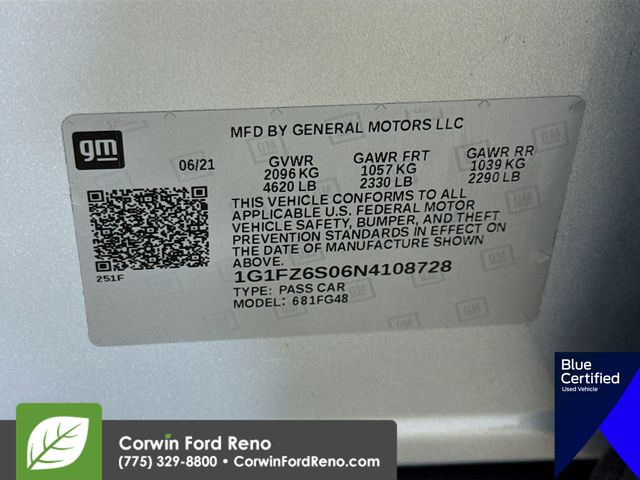 gm
MFD BY GENERAL MOTORS LLC
06/21 GVWR GAWR FRT GAWR RR
2096 KG 1057 KG 1039 KG
4620 LB 2330 LB 2290 LB
THIS VEHICLE CONFORMS TO ALL
APPLICABLE U.S. FEDERAL MOTOR
VEHICLE SAFETY, BUMPER, AND THEFT
PREVENTION STANDARDS IN EFFECT ON
THE DATE OF MANUFACTURE SHOWN
ABOVE.
251F
1G1FZ6S06N4108728
TYPE: PASS CAR
MODEL: 681FG48
Blue
Certified
Used Vehicle
Corwin Ford Reno
(775) 329-8800 • CorwinFordReno.com